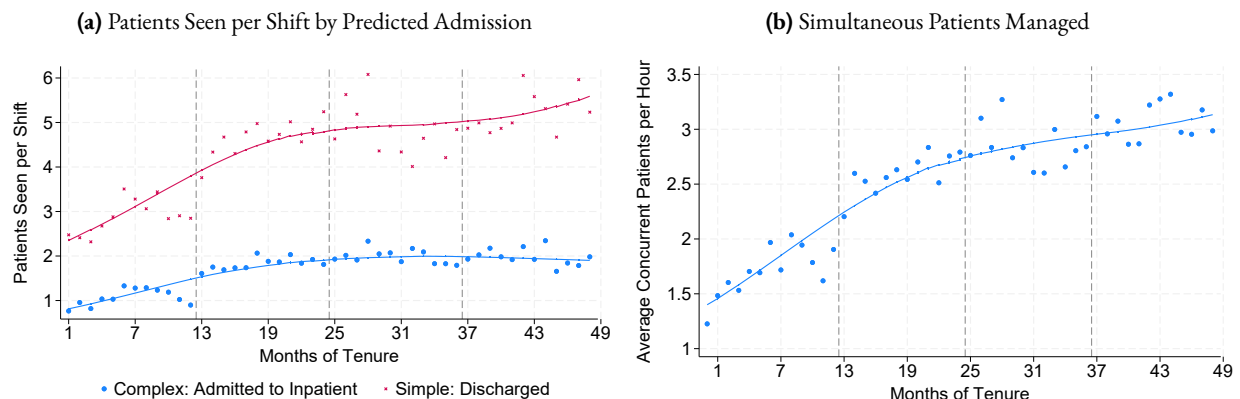 (a) Patients Seen per Shift by Predicted Admission
Patients Seen per Shift
6
5
4
3
2
1
1 7 13 19 25 31 37 43 49
Months of Tenure
Complex: Admitted to Inpatient Simple: Discharged
(b) Simultaneous Patients Managed
Average Concurrent Patients per Hour
3.5
3
2.5
2
1.5
1
1 7 13 19 25 31 37 43 49
Months of Tenure